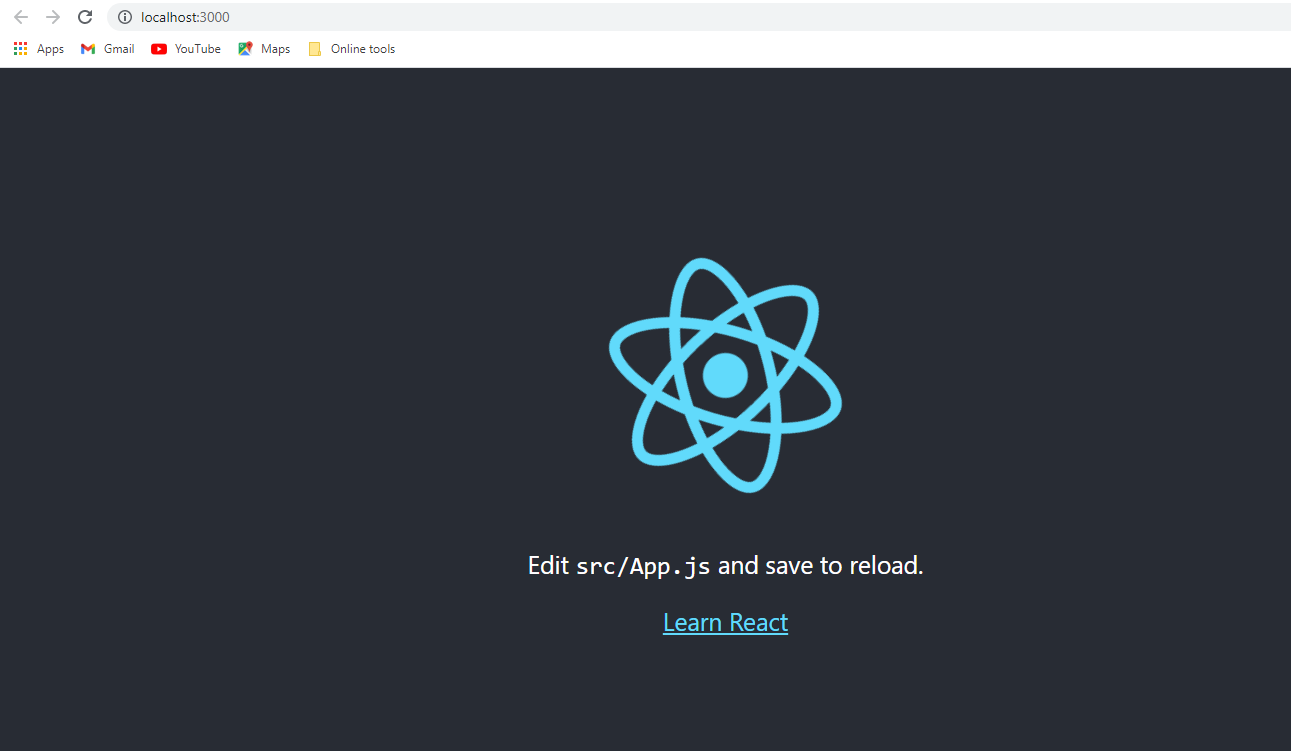 localhost:3000
Apps Gmail YouTube Maps Online tools
Edit src/App.js and save to reload.
Learn React